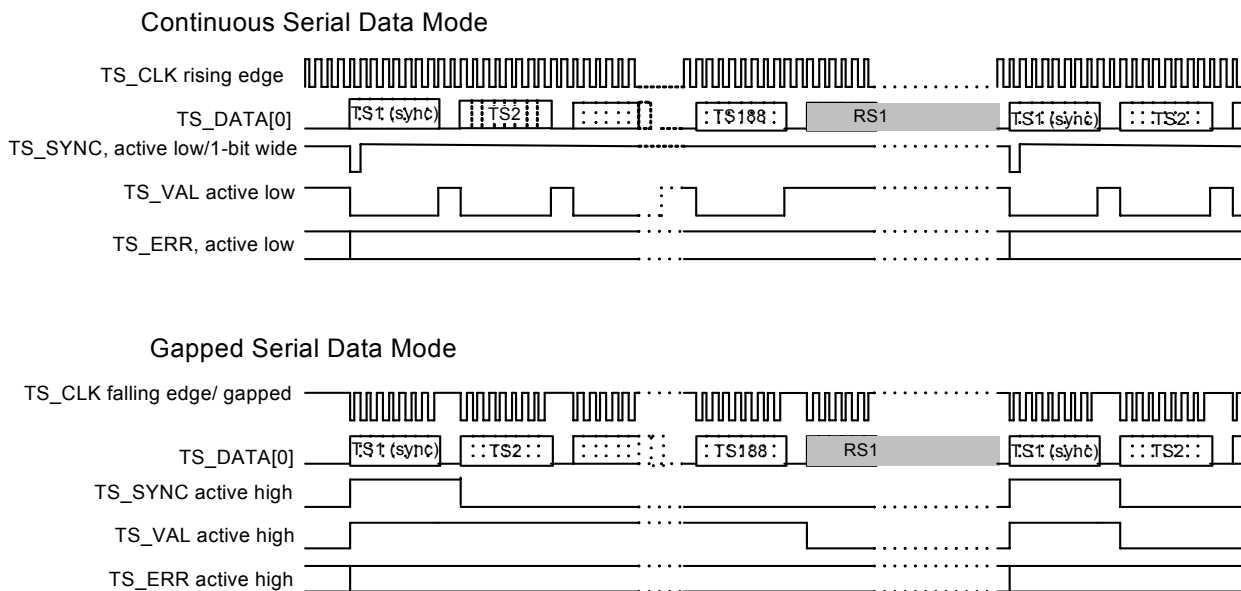 Continuous Serial Data Mode
TS_CLK rising edge
TS_DATA[0]
TS1 (sync)
TS2
TS188
RS1
TS1 (sync)
TS2
TS_SYNC, active low/1-bit wide
TS_VAL active low
TS_ERR, active low
Gapped Serial Data Mode
TS_CLK falling edge/ gapped
TS_DATA[0]
TS1 (sync)
TS2
TS188
RS1
TS1 (sync)
TS2
TS_SYNC active high
TS_VAL active high
TS_ERR active high